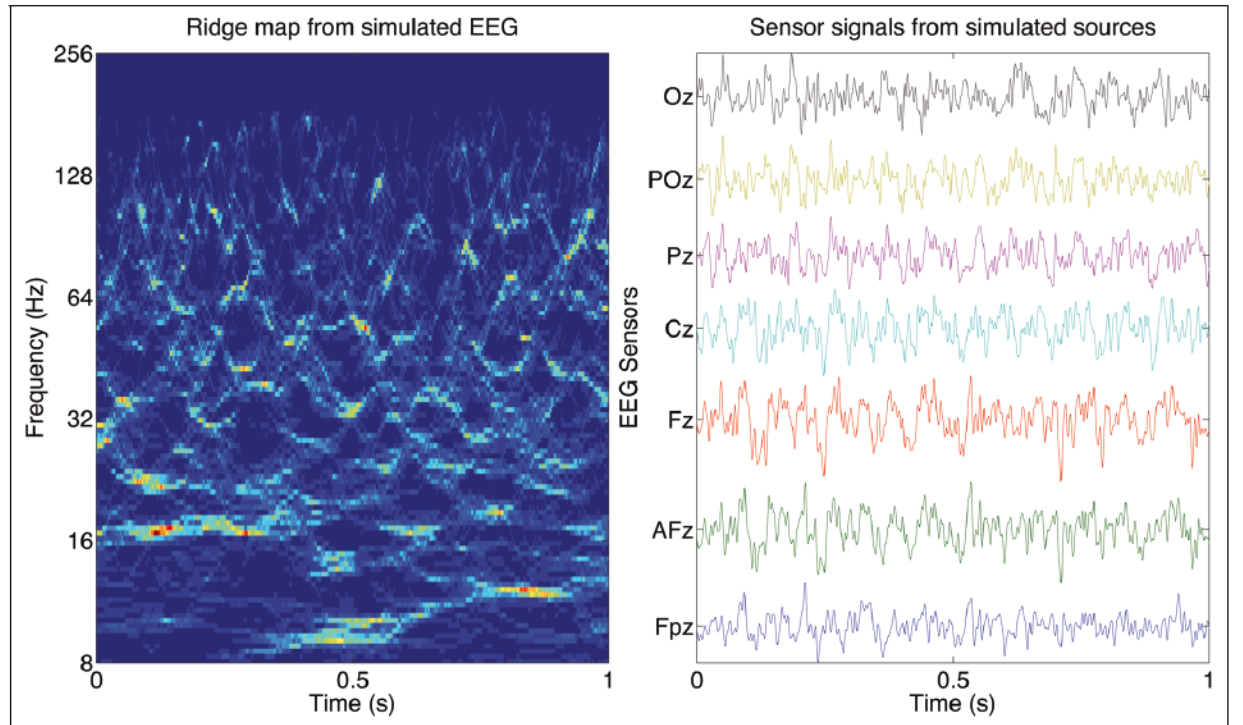 Ridge map from simulated EEG
256
128
64
32
16
8
Frequency (Hz)
0
0.5
1
Time (s)
Sensor signals from simulated sources
Oz
POz
Pz
Cz
Fz
AFz
Fpz
EEG Sensors
0
0.5
1
Time (s)